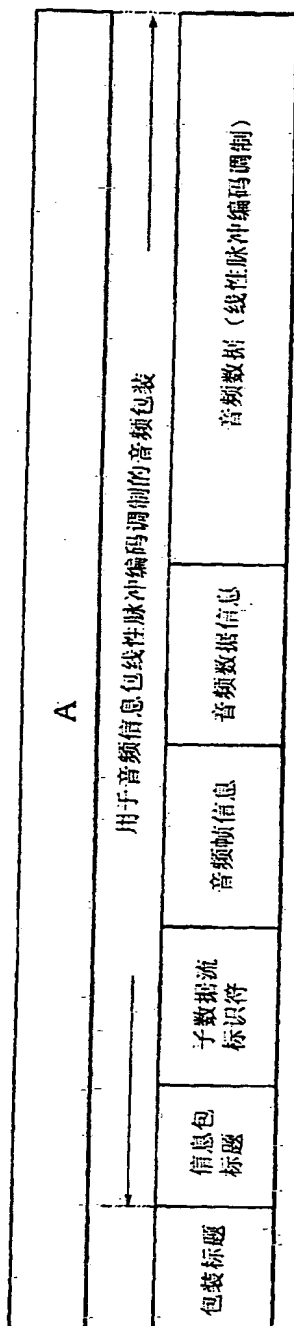 A
用于音频信息包线性脉冲编码调制的音频包装
包装标题
信息包
标题
子数据流
标识符
音频帧信息
音频数据信息
音频数据（线性脉冲编码调制）